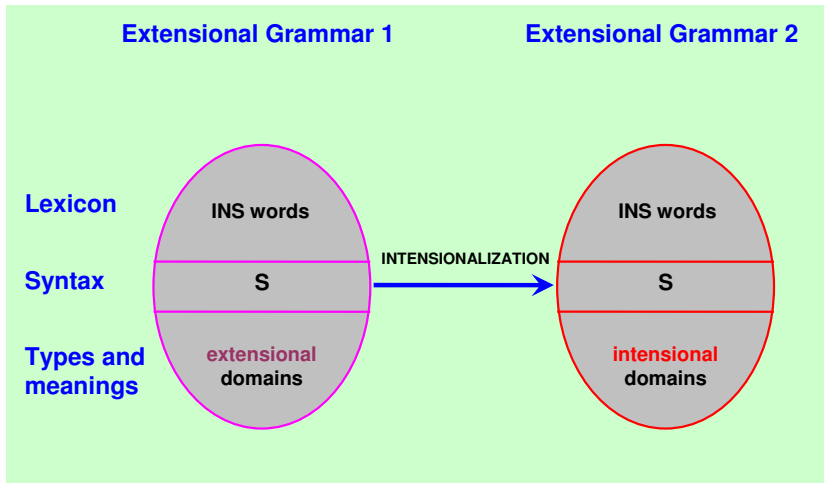 Extensional Grammar 1
Extensional Grammar 2
Lexicon
INS words
INS words
INTENSIONALIZATION
Syntax
S
S
Types and
meanings
extensional
domains
intensional
domains